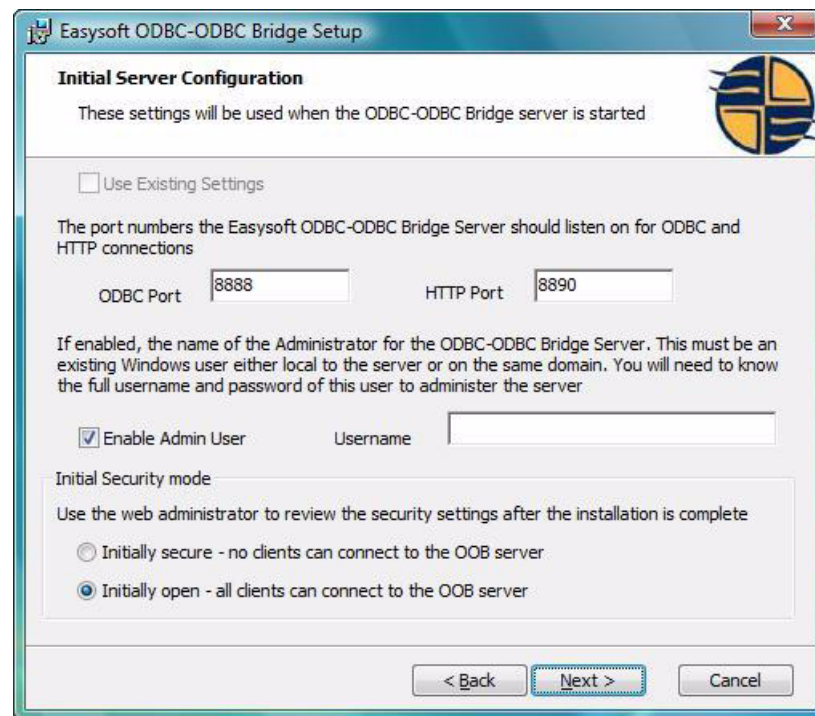 Easysoft ODBC-ODBC Bridge Setup
Initial Server Configuration
These settings will be used when the ODBC-ODBC Bridge server is started
Use Existing Settings
The port numbers the Easysoft ODBC-ODBC Bridge Server should listen on for ODBC and
HTTP connections
ODBC Port 8888 HTTP Port 8890
If enabled, the name of the Administrator for the ODBC-ODBC Bridge Server. This must be an
existing Windows user either local to the server or on the same domain. You will need to know
the full username and password of this user to administer the server
Enable Admin User Username
Initial Security mode
Use the web administrator to review the security settings after the installation is complete
Initially secure - no clients can connect to the OOB server
Initially open - all clients can connect to the OOB server
< Back Next > Cancel